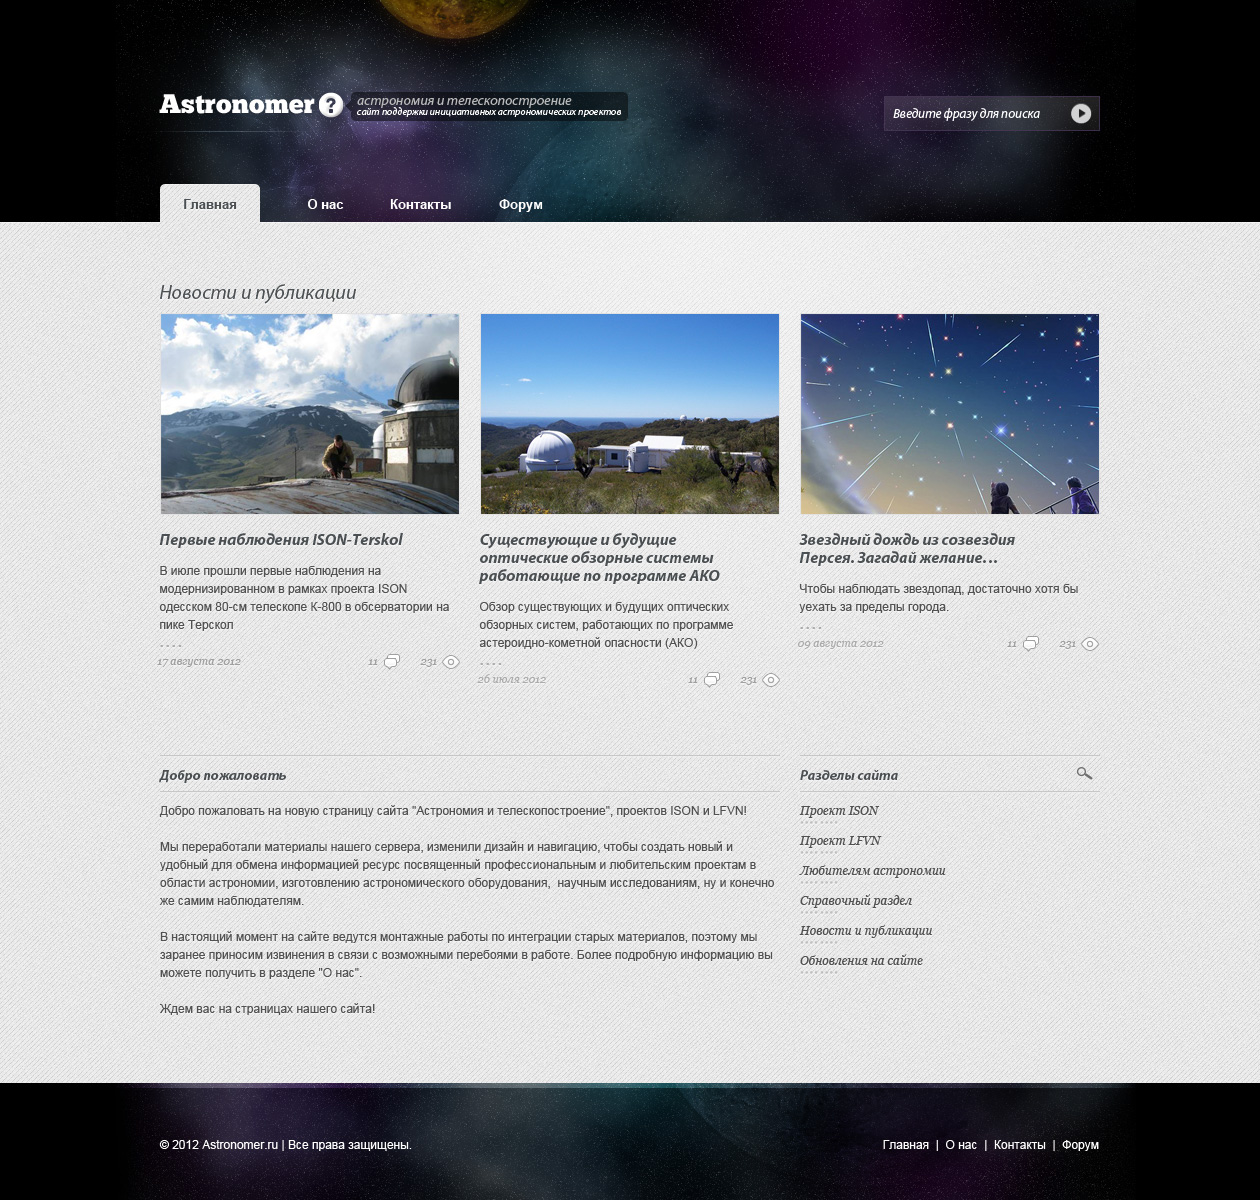 Astronomer ?
астрономия и телескопостроение
сайт поддержки инициативных астрономических проектов
Введите фразу для поиска
Главная О нас Контакты Форум
Новости и публикации
Первые наблюдения ISON-Terskol
В июле прошли первые наблюдения на
модернизированном в рамках проекта ISON
одесском 80-см телескопе К-800 в обсерватории на
пике Терскол
17 августа 2012 11 231
Существующие и будущие
оптические обзорные системы
работающие по программе АКО
Обзор существующих и будущих оптических
обзорных систем, работающих по программе
астероидно-кометной опасности (АКО)
26 июля 2012 11 231
Звездный дождь из созвездия
Персея. Загадай желание…
Чтобы наблюдать звездопад, достаточно хотя бы
уехать за пределы города.
09 августа 2012 11 231
Добро пожаловать
Добро пожаловать на новую страницу сайта "Астрономия и телескопостроение", проектов ISON и LFVN!
Мы переработали материалы нашего сервера, изменили дизайн и навигацию, чтобы создать новый и
удобный для обмена информацией ресурс посвященный профессиональным и любительским проектам в
области астрономии, изготовлению астрономического оборудования, научным исследованиям, ну и конечно
же самим наблюдателям.
В настоящий момент на сайте ведутся монтажные работы по интеграции старых материалов, поэтому мы
заранее приносим извинения в связи с возможными перебоями в работе. Более подробную информацию вы
можете получить в разделе "О нас".
Ждем вас на страницах нашего сайта!
Разделы сайта
Проект ISON
Проект LFVN
Любителям астрономии
Справочный раздел
Новости и публикации
Обновления на сайте
© 2012 Astronomer.ru | Все права защищены.
Главная | О нас | Контакты | Форум